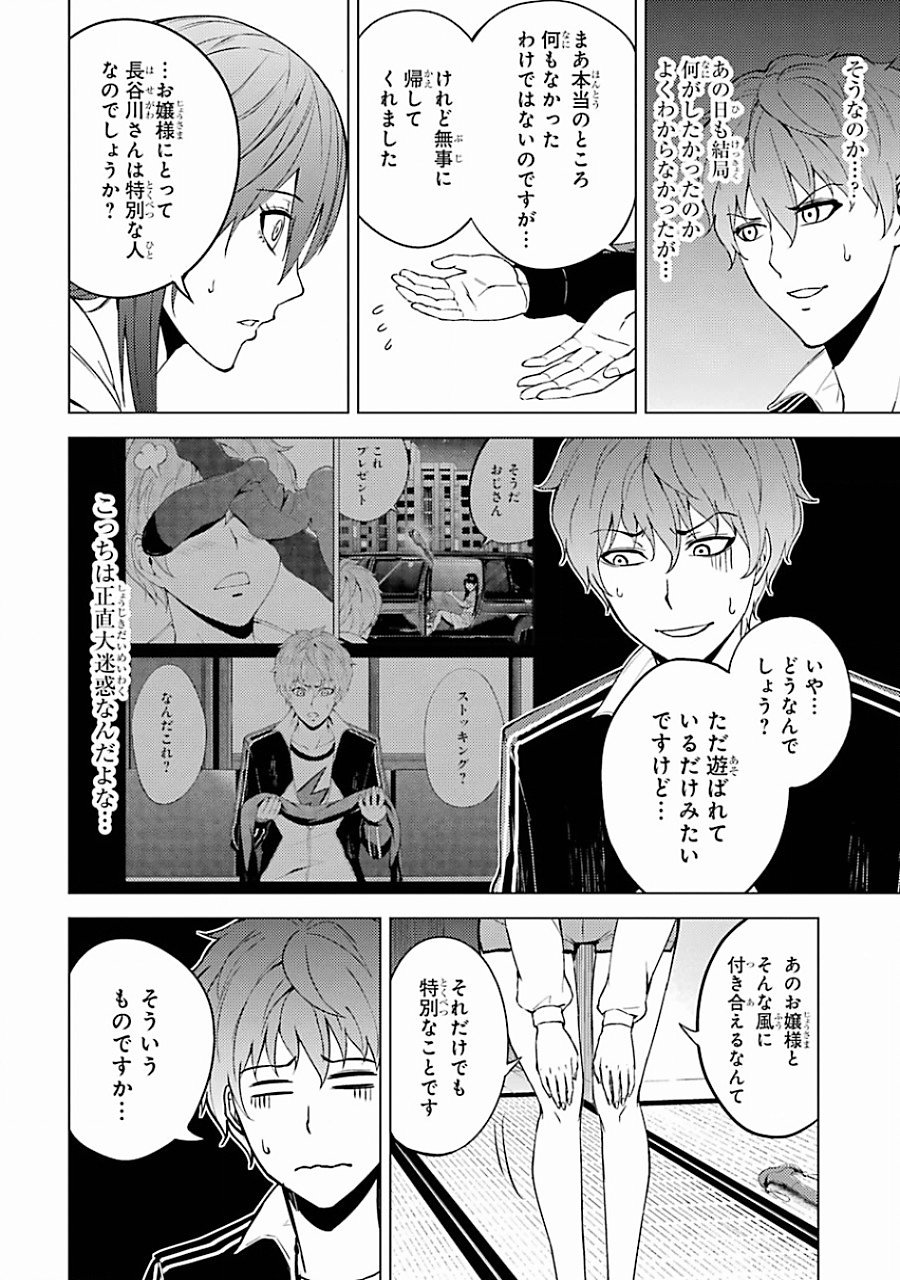 そうなのか…?
あの日も結局
何がしたかったのか
よくわからなかったが…
まあ本当のところ
何もなかった
わけではないのですが…
けれど無事に
帰して
くれました
…お嬢様にとって
長谷川さんは特別な人
なのでしょうか?
いや…
どうなんで
しょう?
ただ遊ばれて
いるだけみたい
ですけど…
そうだ
おじさん
これ
プレゼント
ストッキング?
なんだこれ?
こっちは正直大迷惑なんだよな…
あのお嬢様と
そんな風に
付き合えるなんて
それだけでも
特別なことです
そういう
ものですか…